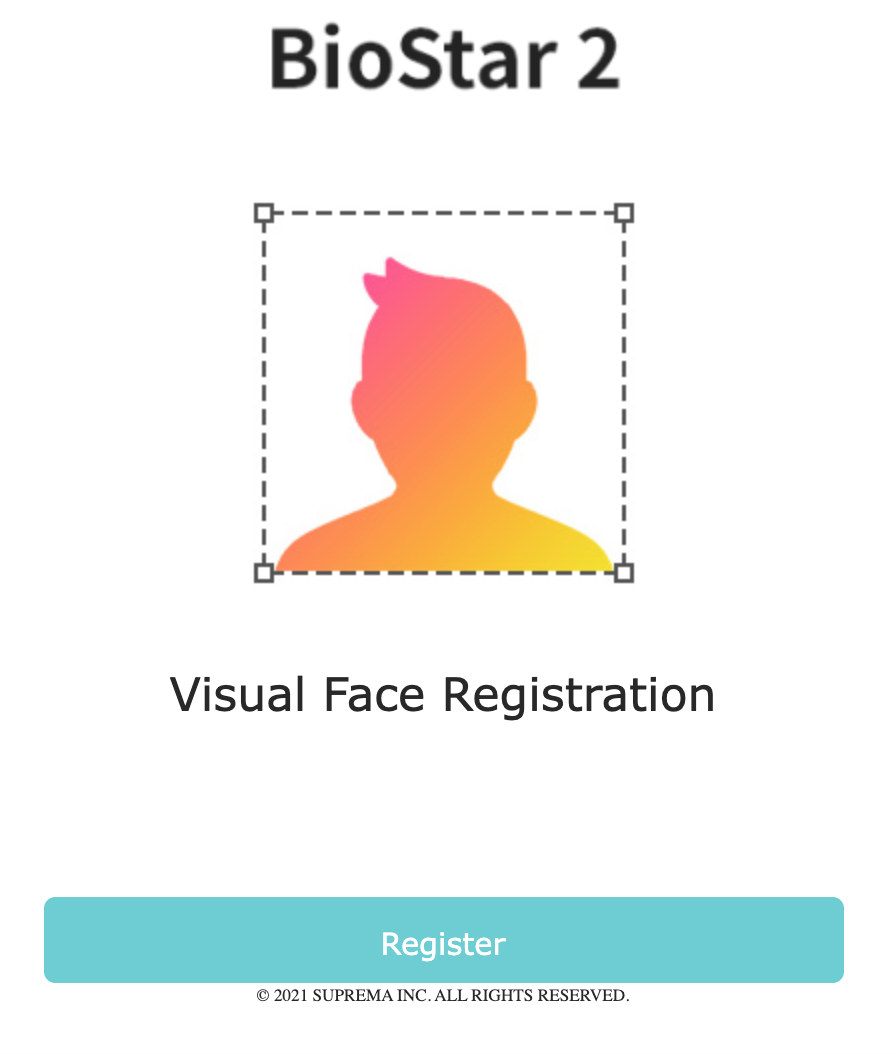 BioStar 2
Visual Face Registration
Register
© 2021 SUPREMA INC. ALL RIGHTS RESERVED.